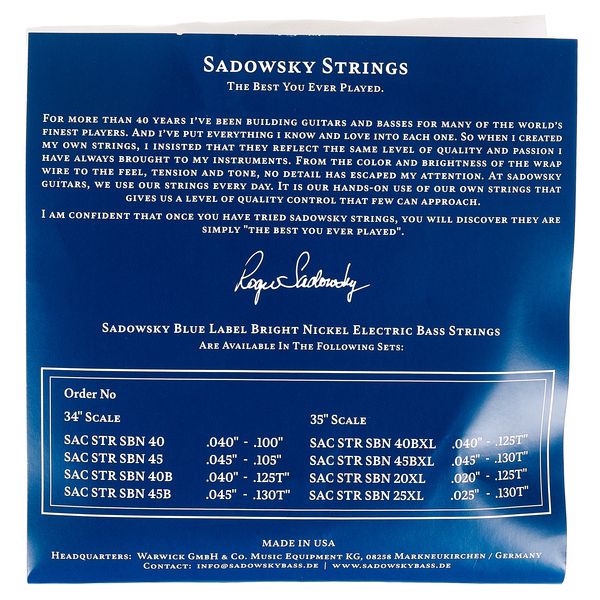 SADOWSKY STRINGS
THE BEST YOU EVER PLAYED.
FOR MORE THAN 40 YEARS I'VE BEEN BUILDING GUITARS AND BASSES FOR MANY OF THE WORLD'S
FINEST PLAYERS. AND I'VE PUT EVERYTHING I KNOW AND LOVE INTO EACH ONE. SO WHEN I CREATED
MY OWN STRINGS, I INSISTED THAT THEY REFLECT THE SAME LEVEL OF QUALITY AND PASSION I
HAVE ALWAYS BROUGHT TO MY INSTRUMENTS. FROM THE COLOR AND BRIGHTNESS OF THE WRAP
WIRE TO THE FEEL, TENSION AND TONE, NO DETAIL HAS ESCAPED MY ATTENTION. AT SADOWSKY
GUITARS, WE USE OUR STRINGS EVERY DAY. IT IS OUR HANDS-ON USE OF OUR OWN STRINGS THAT
GIVES US A LEVEL OF QUALITY CONTROL THAT FEW CAN APPROACH.
I AM CONFIDENT THAT ONCE YOU HAVE TRIED SADOWSKY STRINGS, YOU WILL DISCOVER THEY ARE
SIMPLY "THE BEST YOU EVER PLAYED".
Roger Sadowsky
SADOWSKY BLUE LABEL BRIGHT NICKEL ELECTRIC BASS STRINGS
ARE AVAILABLE IN THE FOLLOWING SETS:
Order No
34" SCALE 35" SCALE
SAC STR SBN 40 .040" - .100" SAC STR SBN 40BXL .040" - .125T"
SAC STR SBN 45 .045" - .105" SAC STR SBN 45BXL .045" - .130T"
SAC STR SBN 40B .040" - .125T" SAC STR SBN 20XL .020" - .125T"
SAC STR SBN 45B .045" - .130T" SAC STR SBN 25XL .025" - .130T"
MADE IN USA
HEADQUARTERS: WARWICK GMBH & CO. MUSIC EQUIPMENT KG, 08258 MARKNEUKIRCHEN / GERMANY
CONTACT: INFO@SADOWSKYBASS.DE | WWW.SADOWSKYBASS.DE